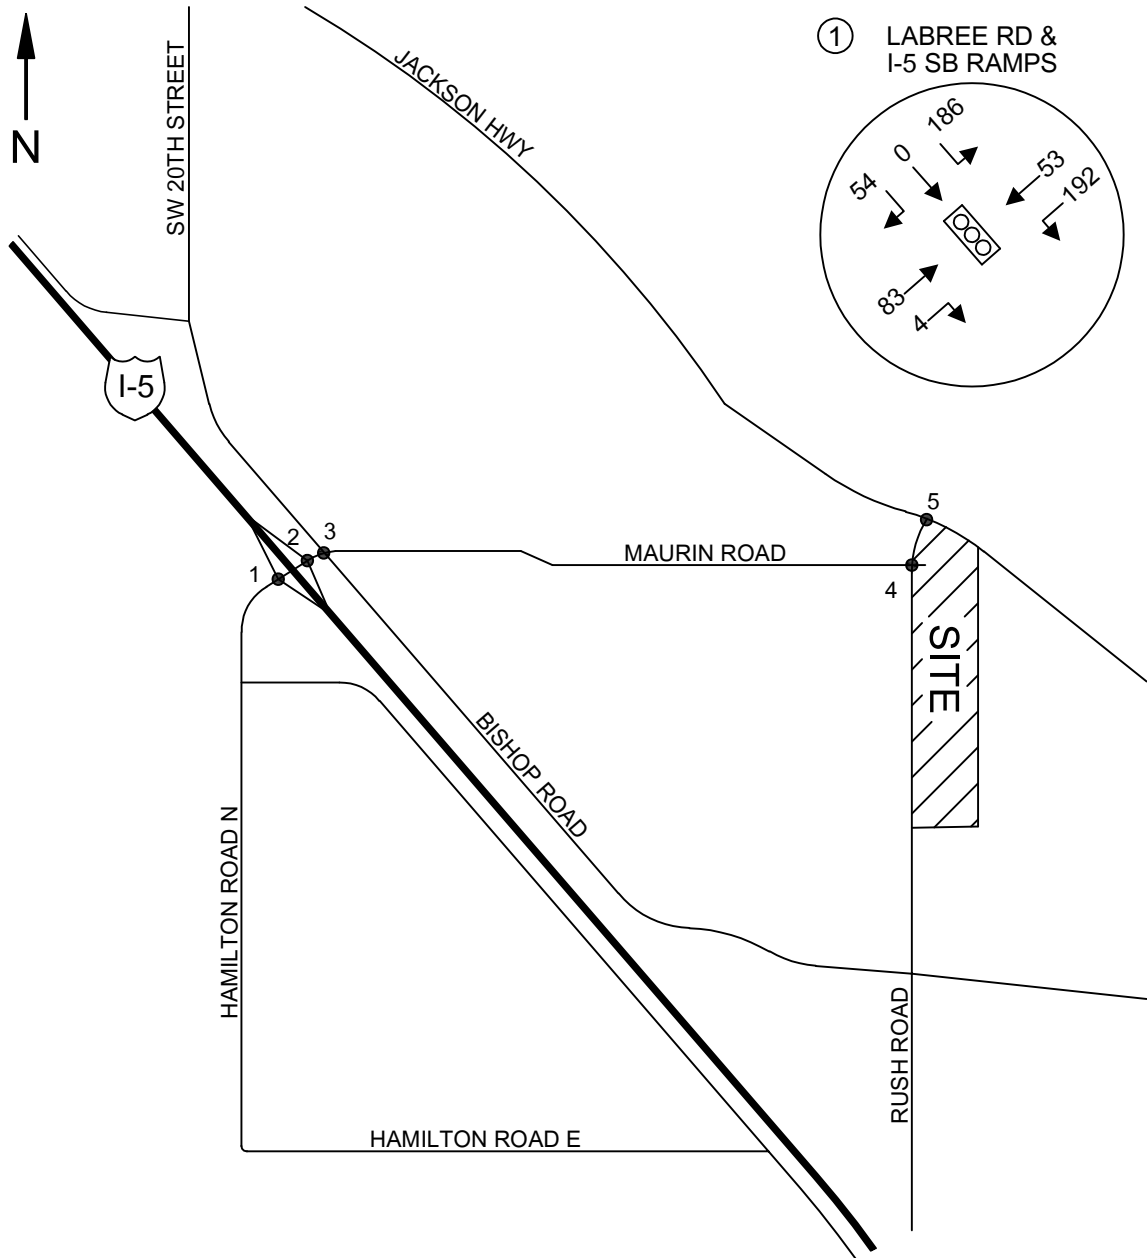 N
SW 20TH STREET
JACKSON HWY
1
LABREE RD &
I-5 SB RAMPS
186
0
54
53
192
83
4
I-5
1
2
3
MAURIN ROAD
4
5
SITE
BISHOP ROAD
HAMILTON ROAD N
HAMILTON ROAD E
RUSH ROAD